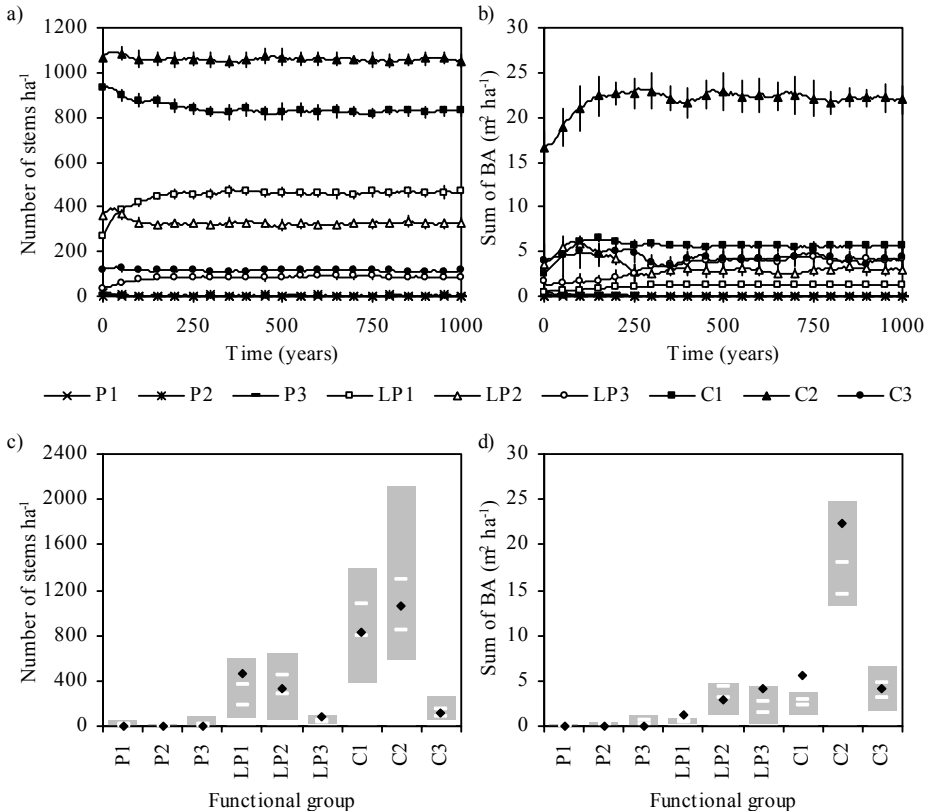 a)
1200
1000
800
600
400
200
0
Number of stems ha⁻¹
0 250 500 750 1000
Time (years)
b)
30
25
20
15
10
5
0
Sum of BA (m² ha⁻¹)
0 250 500 750 1000
Time (years)
P1 P2 P3 LP1 LP2 LP3 C1 C2 C3
c)
2400
2000
1600
1200
800
400
0
Number of stems ha⁻¹
P1 P2 P3 LP1 LP2 LP3 C1 C2 C3
Functional group
d)
30
25
20
15
10
5
0
Sum of BA (m² ha⁻¹)
P1 P2 P3 LP1 LP2 LP3 C1 C2 C3
Functional group